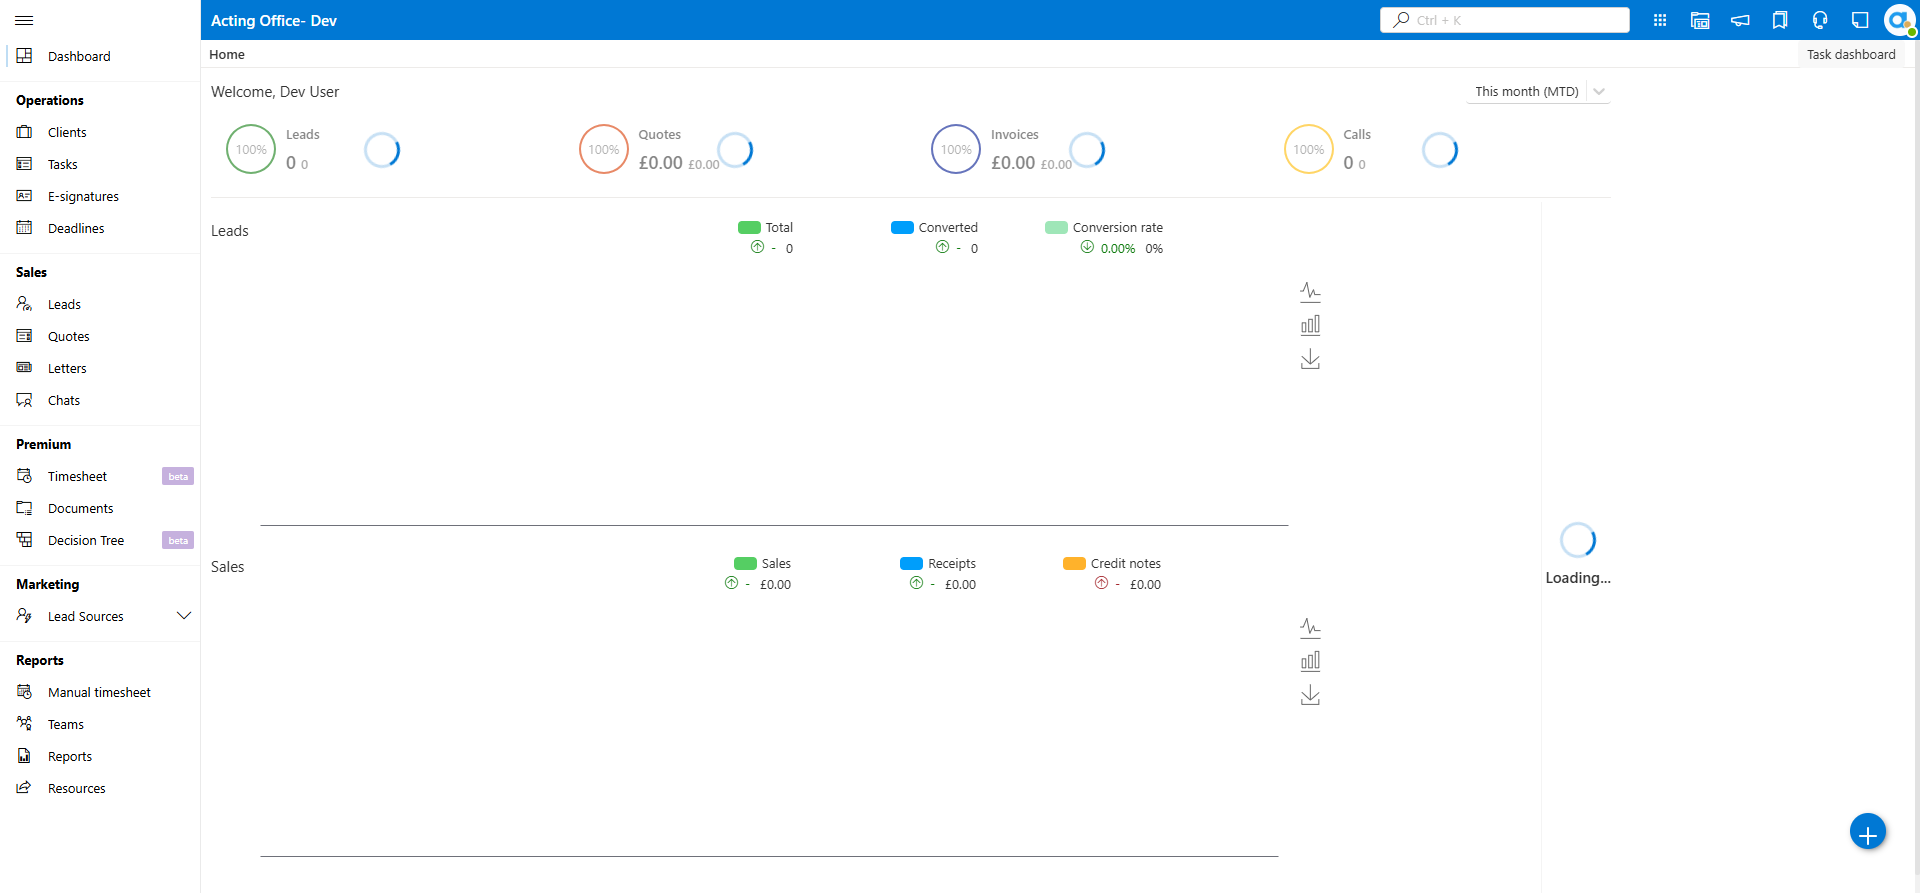 Acting Office- Dev
Ctrl + K
Dashboard
Operations
Clients
Tasks
E-signatures
Deadlines
Sales
Leads
Quotes
Letters
Chats
Premium
Timesheet beta
Documents
Decision Tree beta
Marketing
Lead Sources
Reports
Manual timesheet
Teams
Reports
Resources
Home
Task dashboard
Welcome, Dev User
This month (MTD)
100% Leads
0 0
100% Quotes
£0.00 £0.00
100% Invoices
£0.00 £0.00
100% Calls
0 0
Leads
Total
- 0
Converted
- 0
Conversion rate
0.00% 0%
Sales
Sales
- £0.00
Receipts
- £0.00
Credit notes
- £0.00
Loading...